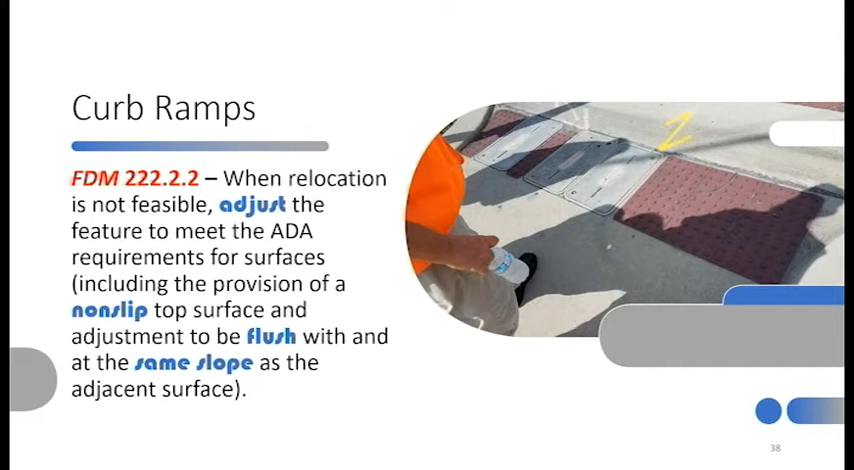 Curb Ramps
FDM 222.2.2 – When relocation
is not feasible, adjust the
feature to meet the ADA
requirements for surfaces
(including the provision of a
nonslip top surface and
adjustment to be flush with and
at the same slope as the
adjacent surface).
38